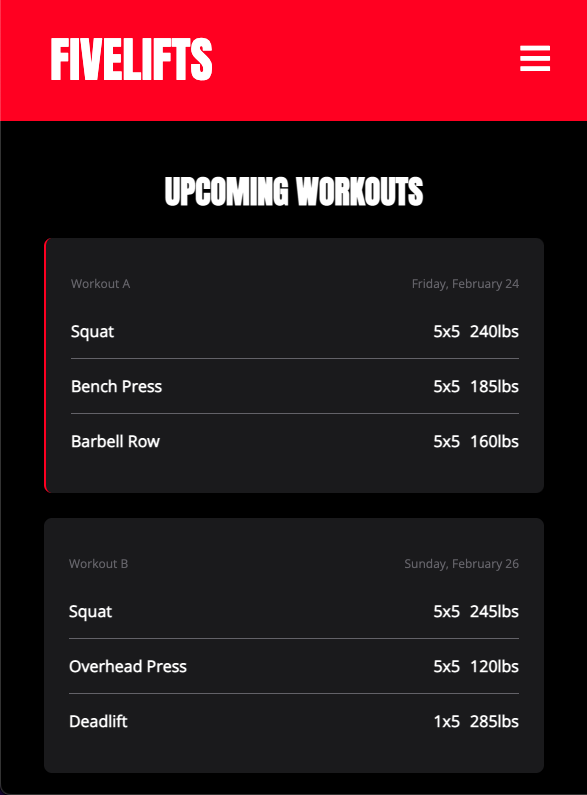 FIVELIFTS
UPCOMING WORKOUTS
Workout A Friday, February 24
Squat 5x5 240lbs
Bench Press 5x5 185lbs
Barbell Row 5x5 160lbs
Workout B Sunday, February 26
Squat 5x5 245lbs
Overhead Press 5x5 120lbs
Deadlift 1x5 285lbs